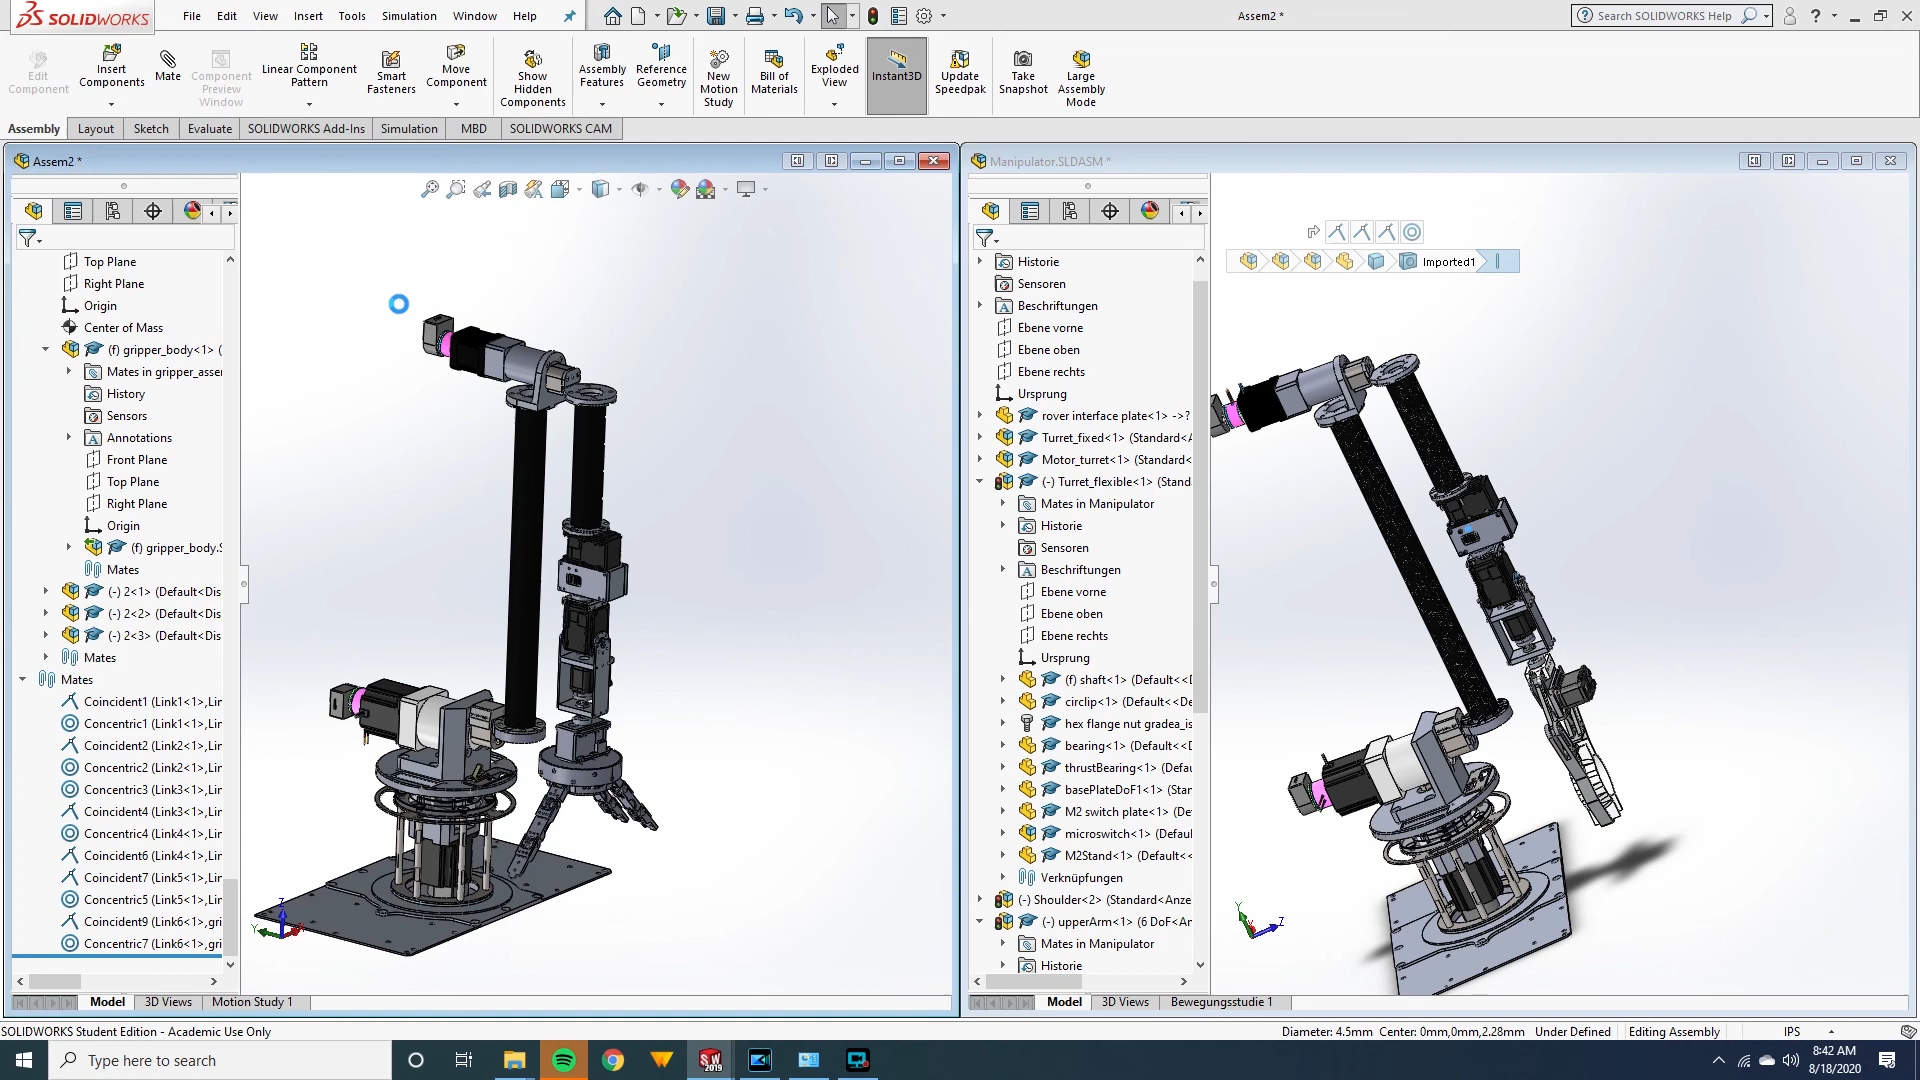 SOLIDWORKS
File Edit View Insert Tools Simulation Window Help
Assem2 *
Search SOLIDWORKS Help
Edit Component
Insert Components
Mate
Component Preview Window
Linear Component Pattern
Smart Fasteners
Move Component
Show Hidden Components
Assembly Features
Reference Geometry
New Motion Study
Bill of Materials
Exploded View
Instant3D
Update Speedpak
Take Snapshot
Large Assembly Mode
Assembly Layout Sketch Evaluate SOLIDWORKS Add-Ins Simulation MBD SOLIDWORKS CAM
Assem2 *
Top Plane
Right Plane
Origin
Center of Mass
(f) gripper_body<1> (
Mates in gripper_asser
History
Sensors
Annotations
Front Plane
Top Plane
Right Plane
Origin
(f) gripper_body.S
Mates
(-) 2<1> (Default<Dis
(-) 2<2> (Default<Dis
(-) 2<3> (Default<Dis
Mates
Mates
Coincident1 (Link1<1>,Lir
Concentric1 (Link1<1>,Lir
Coincident2 (Link2<1>,Lir
Concentric2 (Link2<1>,Lir
Concentric3 (Link3<1>,Lir
Coincident4 (Link3<1>,Lir
Concentric4 (Link4<1>,Lir
Coincident6 (Link4<1>,Lir
Coincident7 (Link5<1>,Lir
Concentric5 (Link5<1>,Lir
Coincident9 (Link6<1>,gri
Concentric7 (Link6<1>,gri
Z
Y
Model 3D Views Motion Study 1
Manipulator.SLDASM *
Imported1
Historie
Sensoren
Beschriftungen
Ebene vorne
Ebene oben
Ebene rechts
Ursprung
rover interface plate<1> ->?
Turret_fixed<1> (Standard<A
Motor_turret<1> (Standard<
(-) Turret_flexible<1> (Stand
Mates in Manipulator
Historie
Sensoren
Beschriftungen
Ebene vorne
Ebene oben
Ebene rechts
Ursprung
(f) shaft<1> (Default<<D
circlip<1> (Default<<De
hex flange nut gradea_is
bearing<1> (Default<<D
thrustBearing<1> (Defau
basePlateDoF1<1> (Star
M2 switch plate<1> (De
microswitch<1> (Defaul
M2Stand<1> (Default<<
Verknüpfungen
(-) Shoulder<2> (Standard<Anze
(-) upperArm<1> (6 DoF<Ar
Mates in Manipulator
Historie
Y
Z
Model 3D Views Bewegungsstudie 1
SOLIDWORKS Student Edition - Academic Use Only
Diameter: 4.5mm Center: 0mm,0mm,2.28mm Under Defined Editing Assembly IPS
Type here to search
SW 2019
8:42 AM
8/18/2020